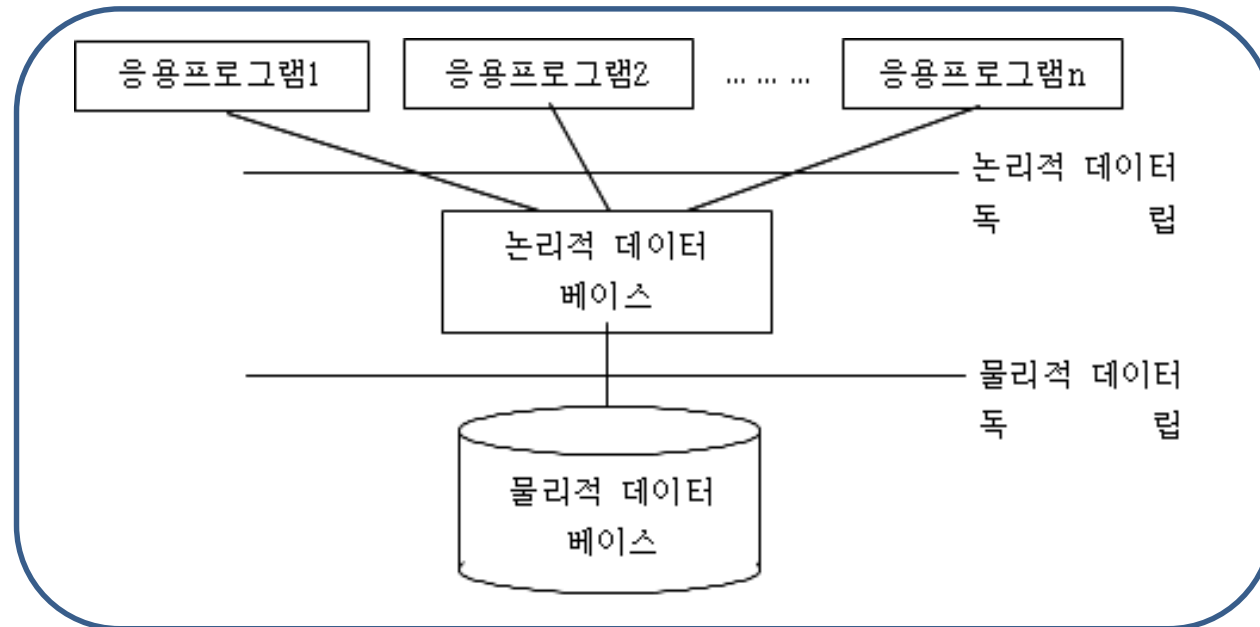 응용프로그램1 응용프로그램2 ... ... ... 응용프로그램n
논리적 데이터
독 립
논리적 데이터
베이스
물리적 데이터
독 립
물리적 데이터
베이스